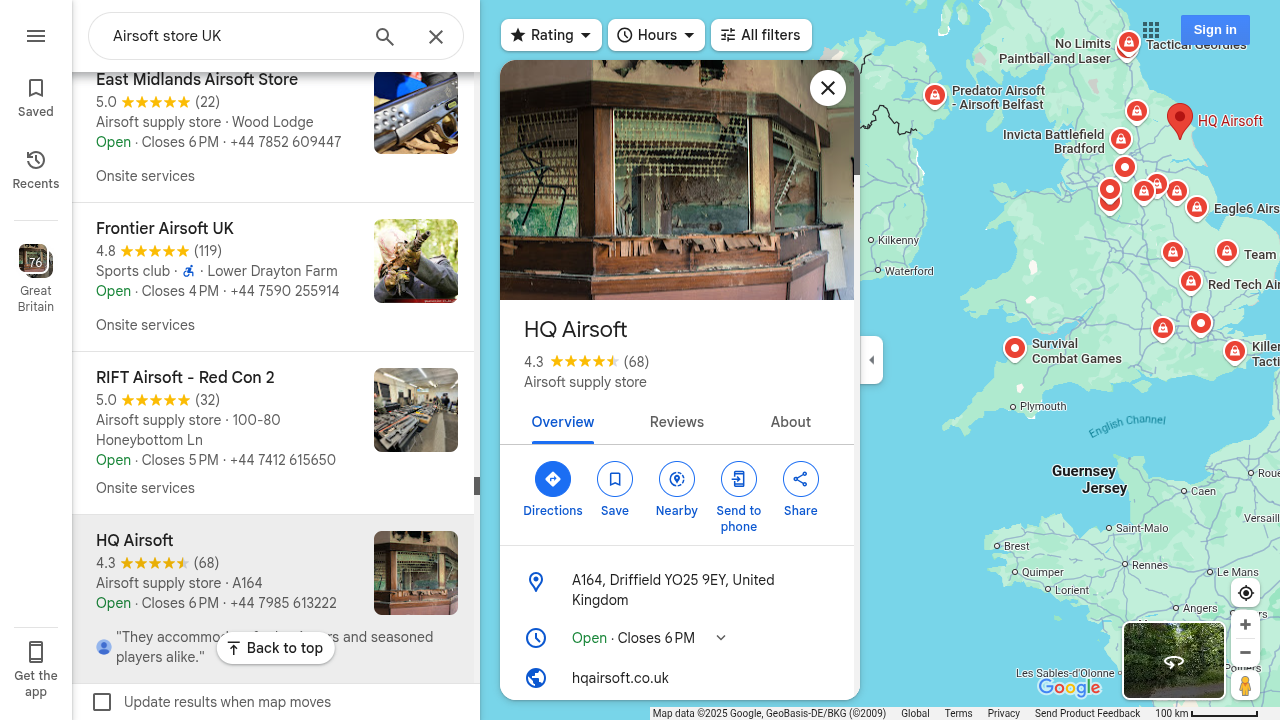 Airsoft store UK
Saved
Recents
76
Great
Britain
Get the
app
East Midlands Airsoft Store
5.0 (22)
Airsoft supply store · Wood Lodge
Open · Closes 6 PM · +44 7852 609447
Onsite services
Frontier Airsoft UK
4.8 (119)
Sports club · · Lower Drayton Farm
Open · Closes 4 PM · +44 7590 255914
Onsite services
RIFT Airsoft - Red Con 2
5.0 (32)
Airsoft supply store · 100-80
Honeybottom Ln
Open · Closes 5 PM · +44 7412 615650
Onsite services
HQ Airsoft
4.3 (68)
Airsoft supply store · A164
Open · Closes 6 PM · +44 7985 613222
"They accommod rs and seasoned
players alike."
Back to top
Update results when map moves
Rating
Hours
All filters
HQ Airsoft
4.3 (68)
Airsoft supply store
Overview
Reviews
About
Directions
Save
Nearby
Send to
phone
Share
A164, Driffield YO25 9EY, United
Kingdom
Open · Closes 6 PM
hqairsoft.co.uk
Sign in
No Limits
Paintball and Laser
Tactical Geordies
Predator Airsoft
- Airsoft Belfast
HQ Airsoft
Invicta Battlefield
Bradford
Eagle6 Airs
Kilkenny
Waterford
Team
Red Tech Air
Survival
Combat Games
Killer
Tacti
Plymouth
English Channel
Guernsey
Jersey
Roue
Caen
Versaill
Saint-Malo
Brest
Rennes
Quimper
Le Mans
Lorient
Angers
Les Sables-d'Olonne
Poitiers
Google
Map data ©2025 Google, GeoBasis-DE/BKG (©2009)
Global
Terms
Privacy
Send Product Feedback
100 km